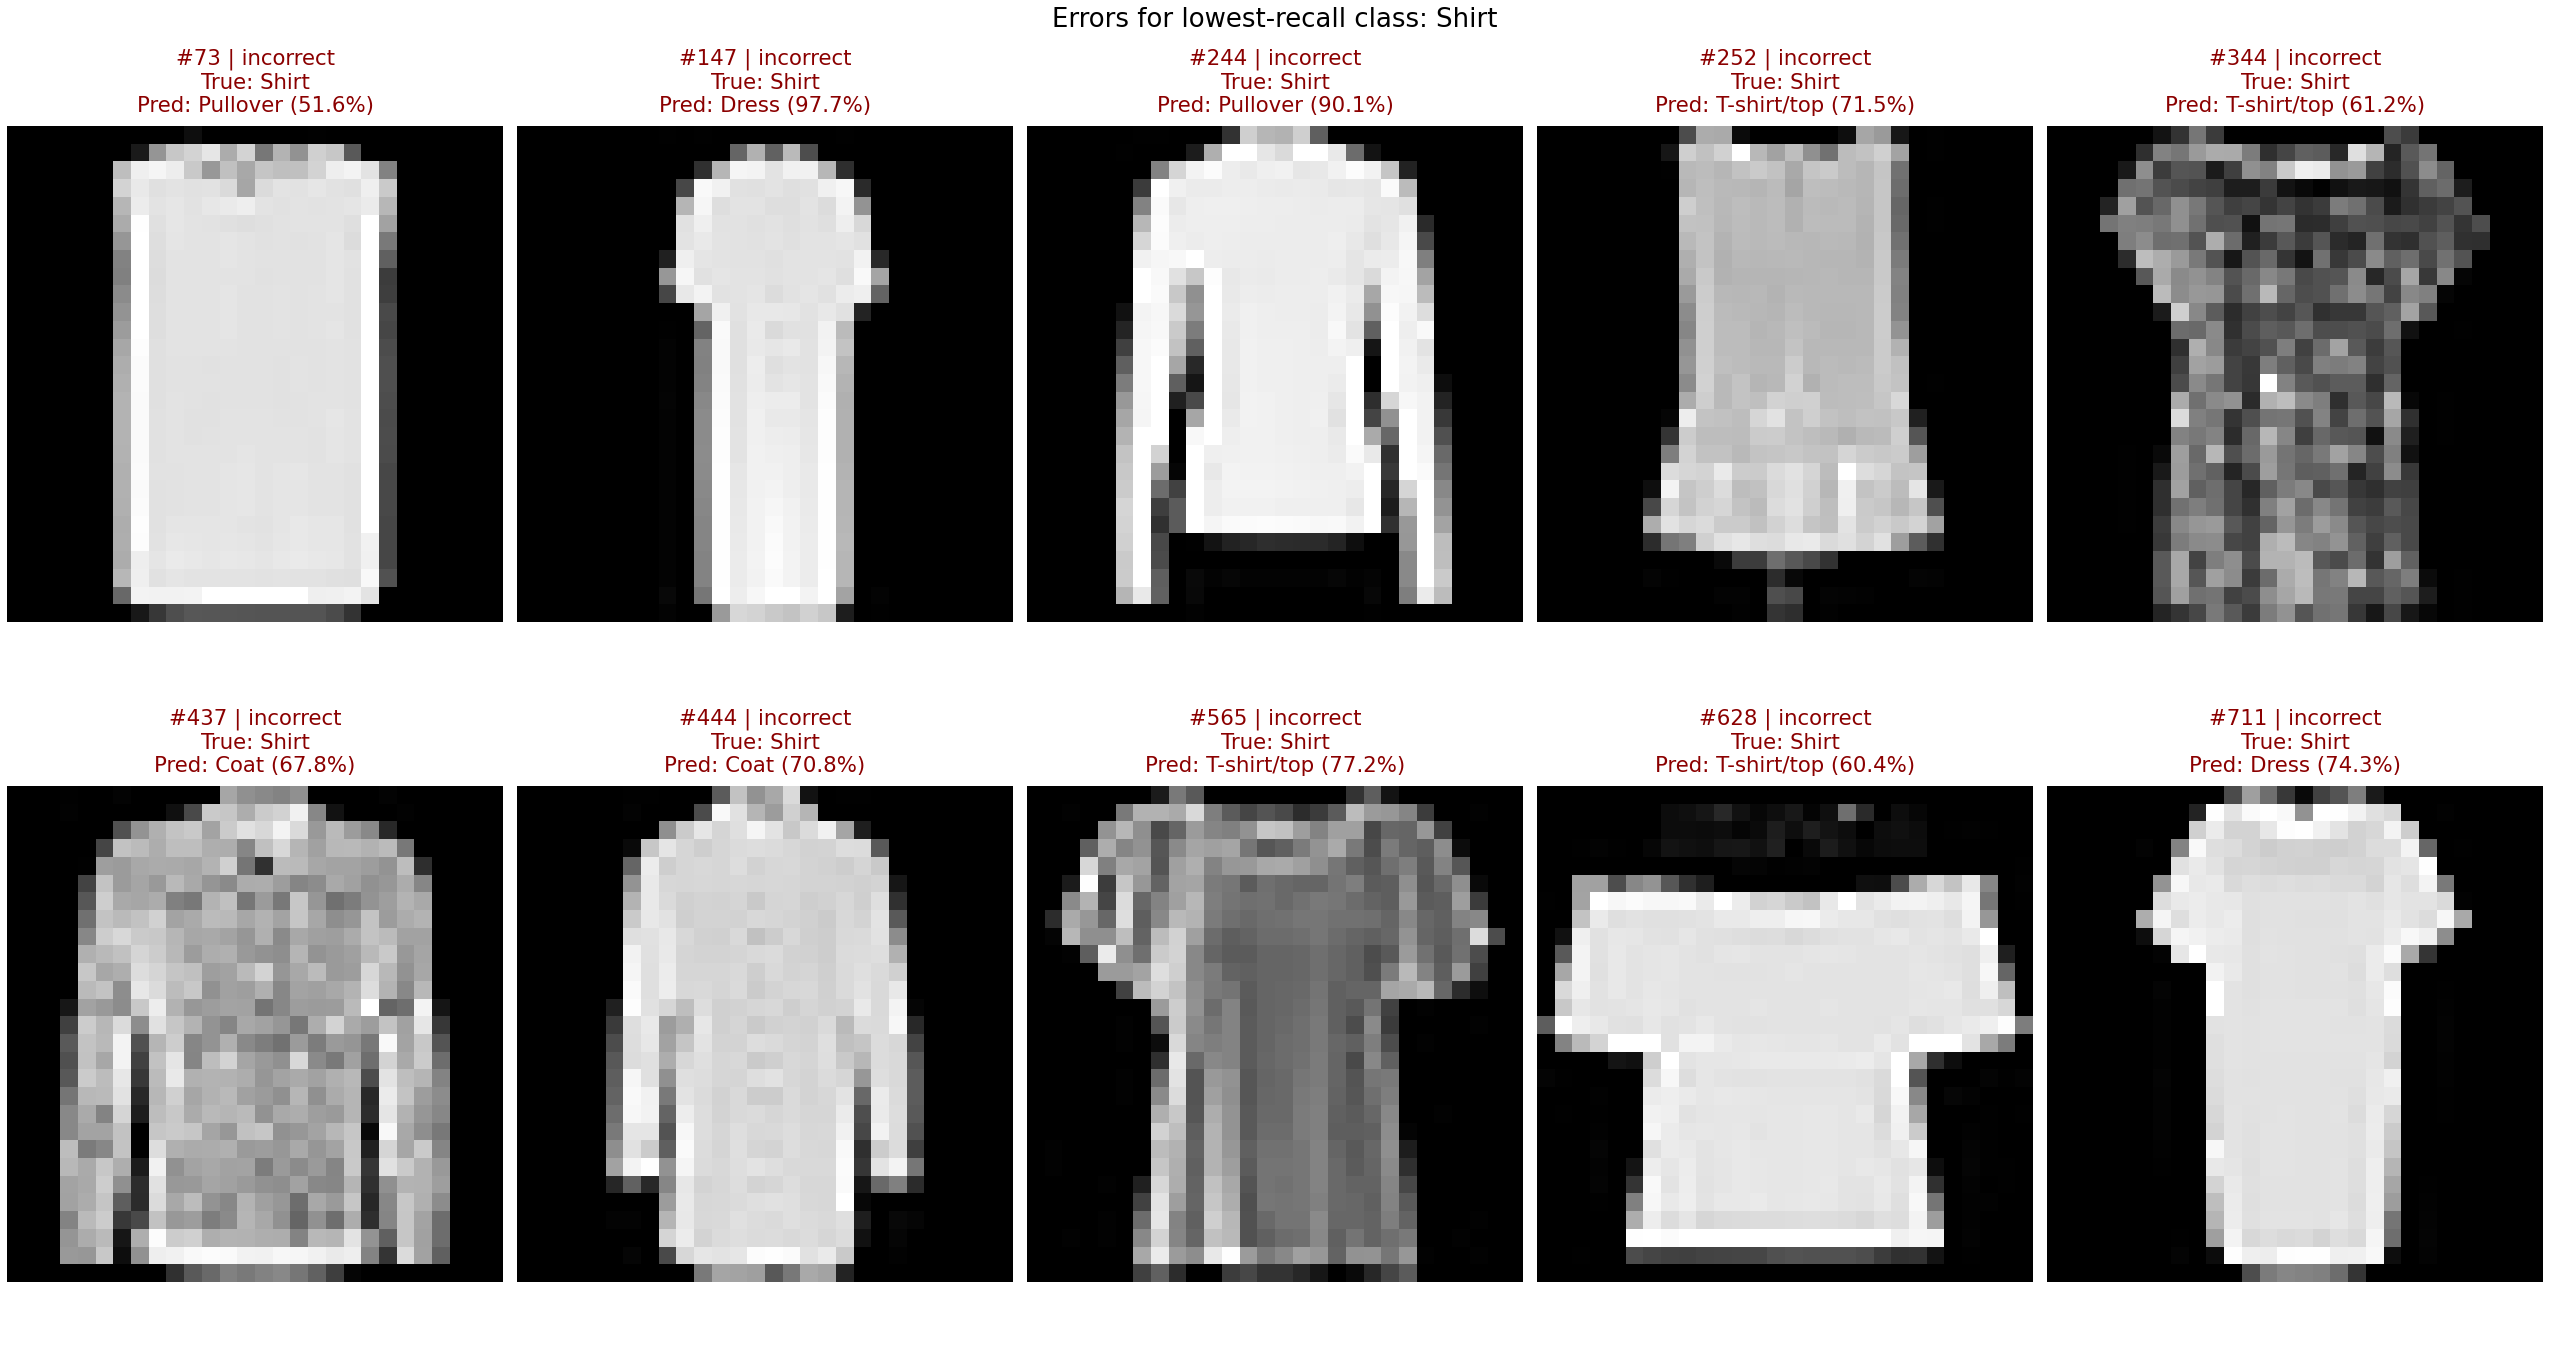 Errors for lowest-recall class: Shirt
#73 | incorrect
True: Shirt
Pred: Pullover (51.6%)
#147 | incorrect
True: Shirt
Pred: Dress (97.7%)
#244 | incorrect
True: Shirt
Pred: Pullover (90.1%)
#252 | incorrect
True: Shirt
Pred: T-shirt/top (71.5%)
#344 | incorrect
True: Shirt
Pred: T-shirt/top (61.2%)
#437 | incorrect
True: Shirt
Pred: Coat (67.8%)
#444 | incorrect
True: Shirt
Pred: Coat (70.8%)
#565 | incorrect
True: Shirt
Pred: T-shirt/top (77.2%)
#628 | incorrect
True: Shirt
Pred: T-shirt/top (60.4%)
#711 | incorrect
True: Shirt
Pred: Dress (74.3%)